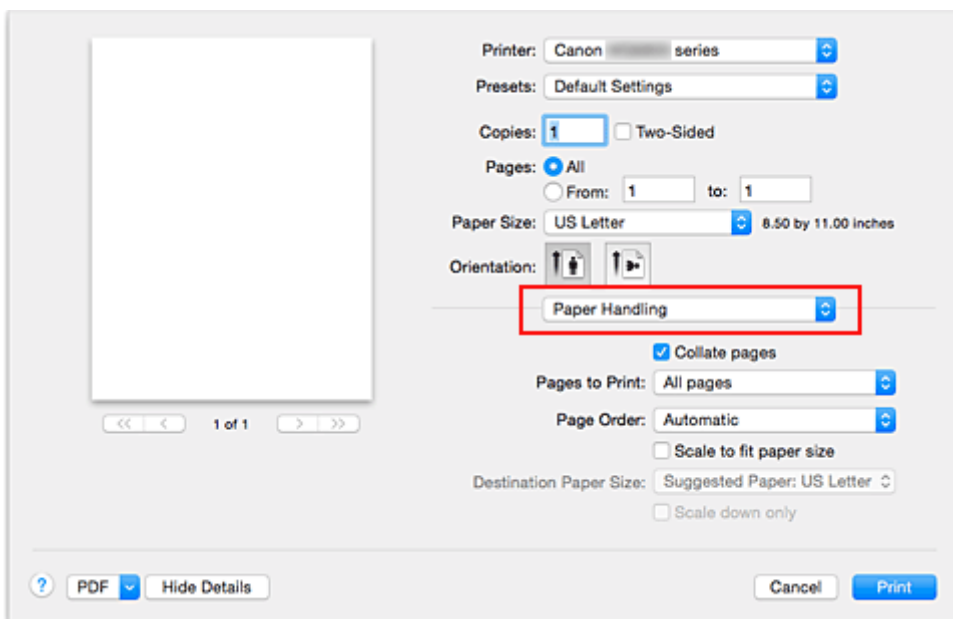 Printer: Canon series
Presets: Default Settings
Copies: 1 Two-Sided
Pages: All
From: 1 to: 1
Paper Size: US Letter 8.50 by 11.00 inches
Orientation:
Paper Handling
Collate pages
Pages to Print: All pages
Page Order: Automatic
Scale to fit paper size
Destination Paper Size: Suggested Paper: US Letter
Scale down only
<< < 1 of 1 > >>
? PDF Hide Details Cancel Print